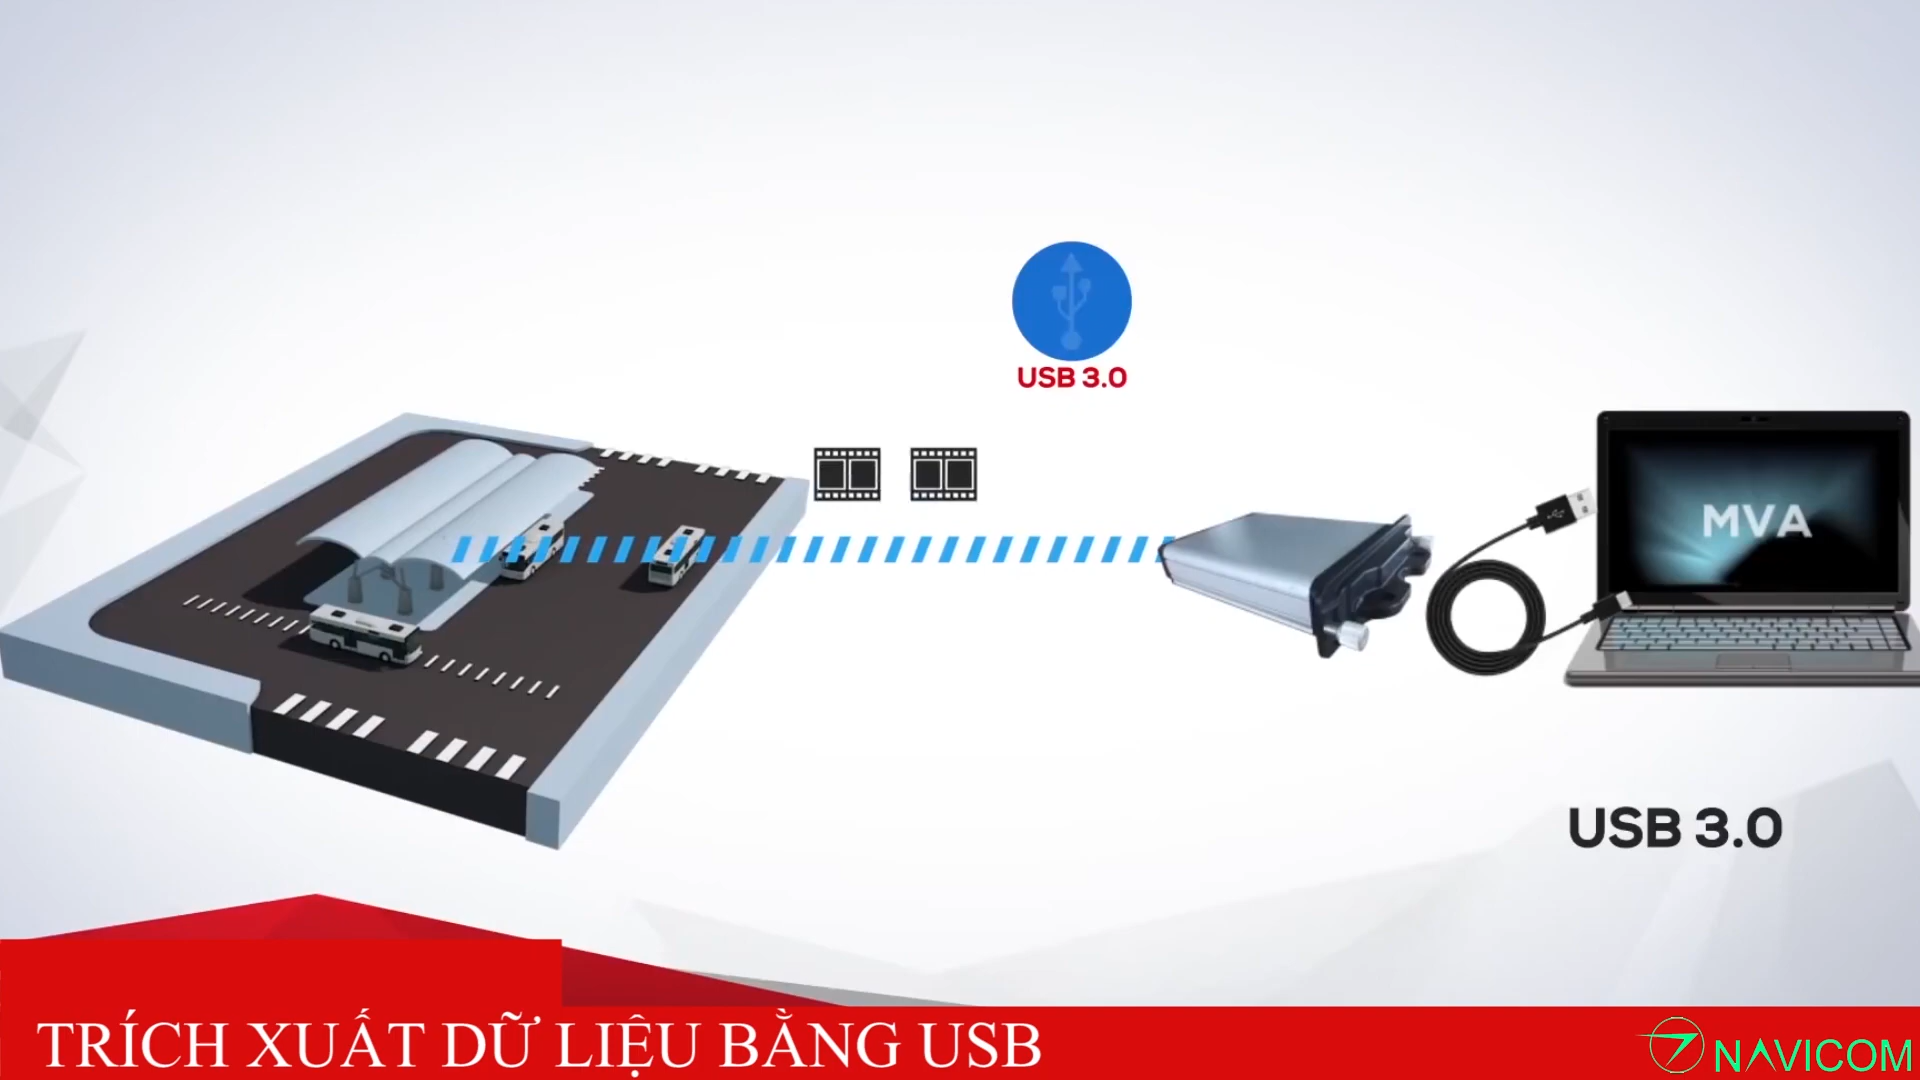 USB 3.0
MVA
USB 3.0
TRÍCH XUẤT DỮ LIỆU BẰNG USB
NAVICOM